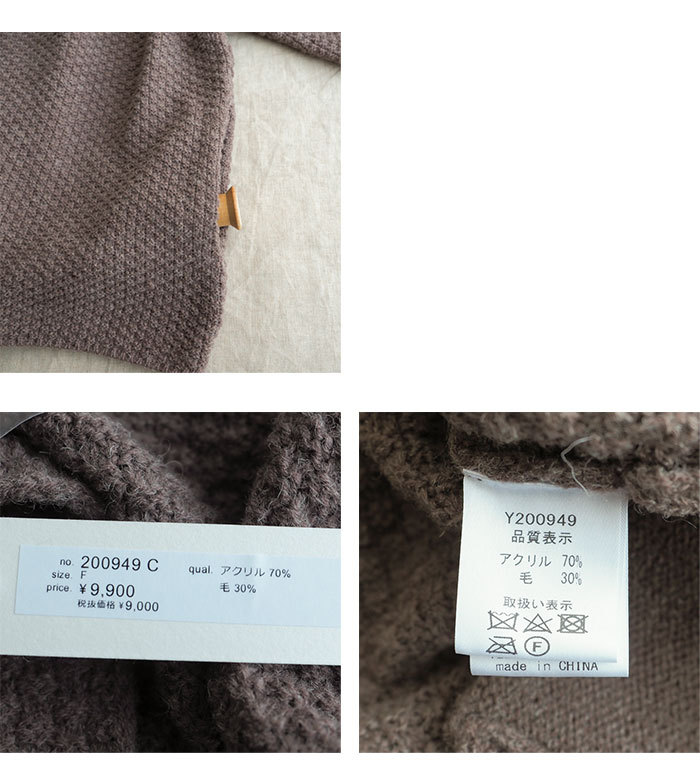 no. 200949 C
size. F
price. ¥9,900
税抜価格 ¥9,000
qual. アクリル 70%
毛 30%
Y200949
品質表示
アクリル 70%
毛 30%
取扱い表示
F
made in CHINA